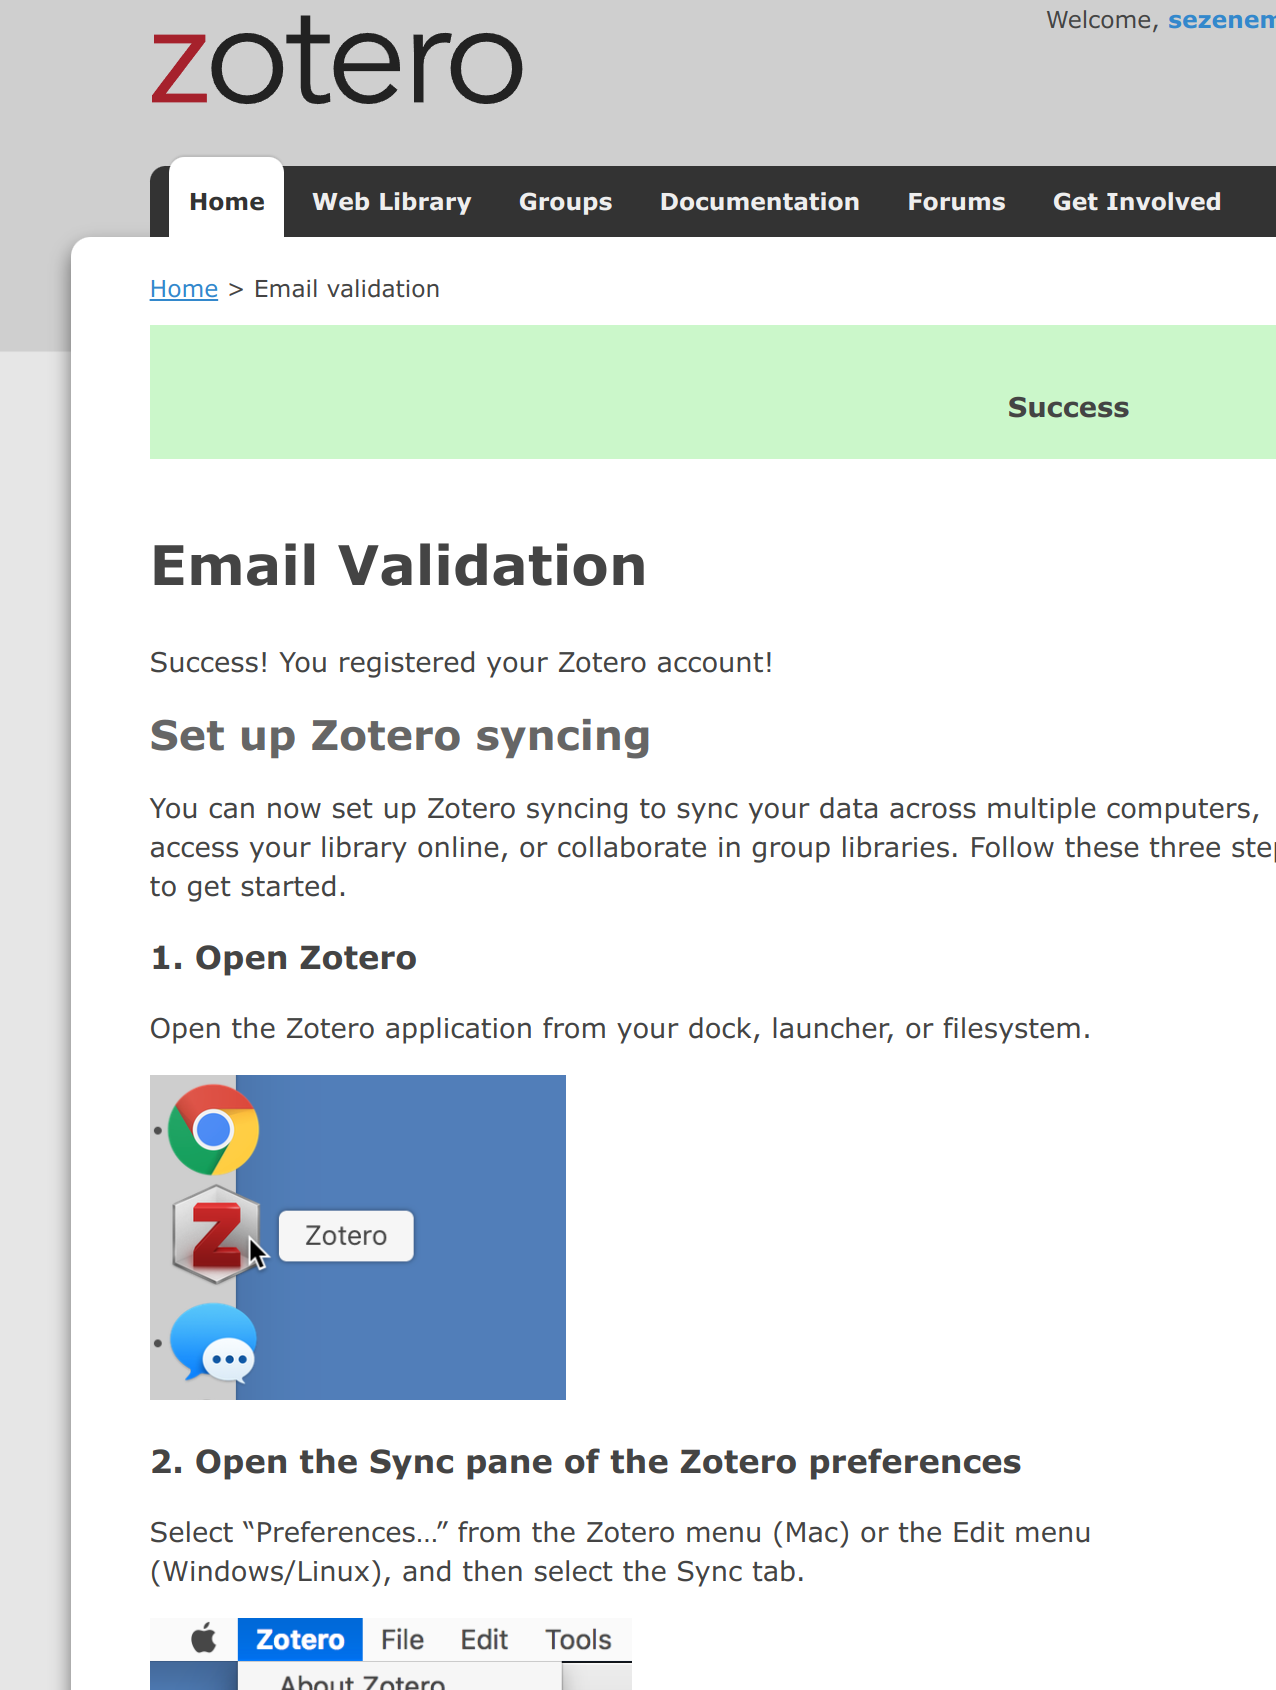 zotero
Welcome,
Home Web Library Groups Documentation Forums Get Involved
Home > Email validation
Success
Email Validation
Success! You registered your Zotero account!
Set up Zotero syncing
You can now set up Zotero syncing to sync your data across multiple computers,
access your library online, or collaborate in group libraries. Follow these three
to get started.
1. Open Zotero
Open the Zotero application from your dock, launcher, or filesystem.
Z
Zotero
2. Open the Sync pane of the Zotero preferences
Select “Preferences…” from the Zotero menu (Mac) or the Edit menu
(Windows/Linux), and then select the Sync tab.
Zotero File Edit Tools
About Zotero